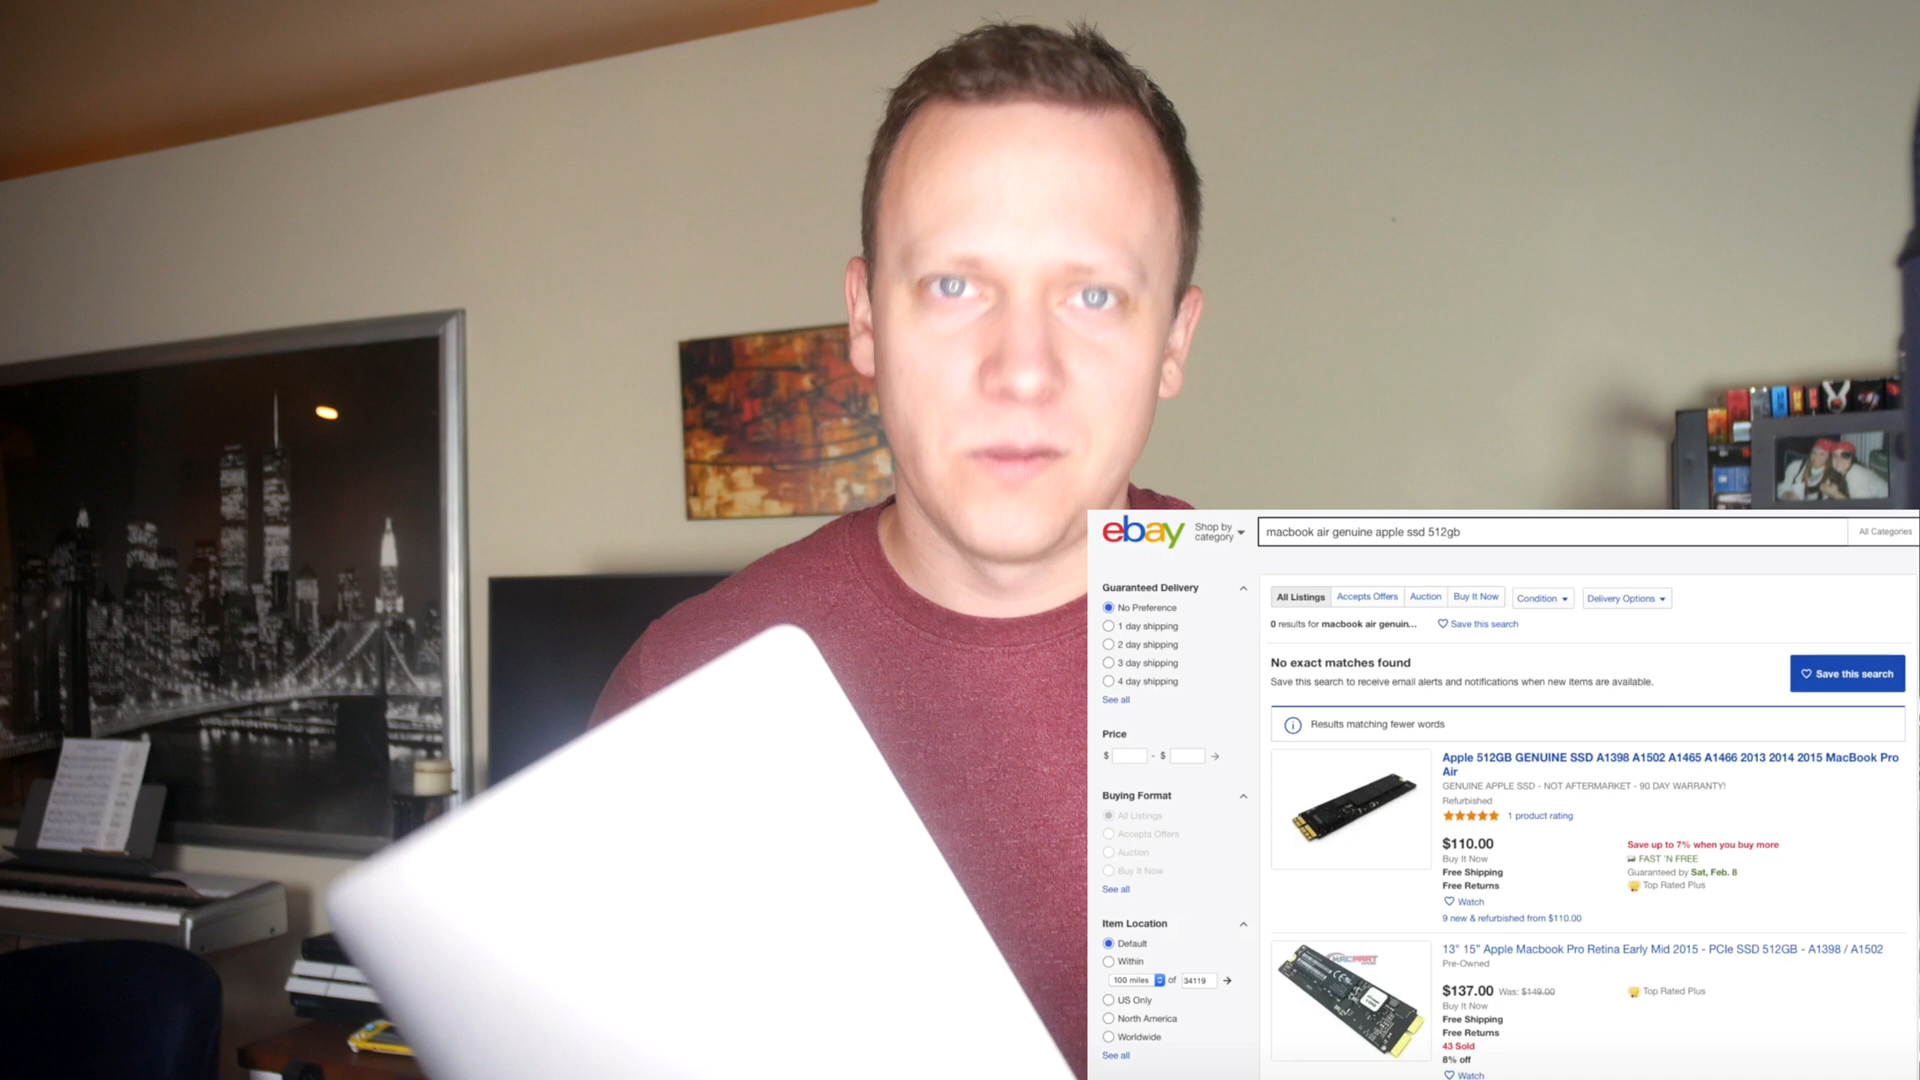 ebay
Shop by category
macbook air genuine apple ssd 512gb
All Categories
Guaranteed Delivery
No Preference
1 day shipping
2 day shipping
3 day shipping
4 day shipping
See all
Price
$ - $
Buying Format
All Listings
Accepts Offers
Auction
Buy It Now
See all
Item Location
Default
Within
100 miles of 34119
US Only
North America
Worldwide
See all
All Listings Accepts Offers Auction Buy It Now Condition Delivery Options
0 results for macbook air genuin... Save this search
No exact matches found
Save this search to receive email alerts and notifications when new items are available.
Save this search
Results matching fewer words
Apple 512GB GENUINE SSD A1398 A1502 A1465 A1466 2013 2014 2015 MacBook Pro
Air
GENUINE APPLE SSD - NOT AFTERMARKET - 90 DAY WARRANTY!
Refurbished
1 product rating
$110.00
Buy It Now
Free Shipping
Free Returns
Watch
9 new & refurbished from $110.00
Save up to 7% when you buy more
FAST 'N FREE
Guaranteed by Sat, Feb. 8
Top Rated Plus
13" 15" Apple Macbook Pro Retina Early Mid 2015 - PCIe SSD 512GB - A1398 / A1502
Pre-Owned
$137.00 Was: $149.00
Buy It Now
Free Shipping
Free Returns
43 Sold
8% off
Watch
Top Rated Plus